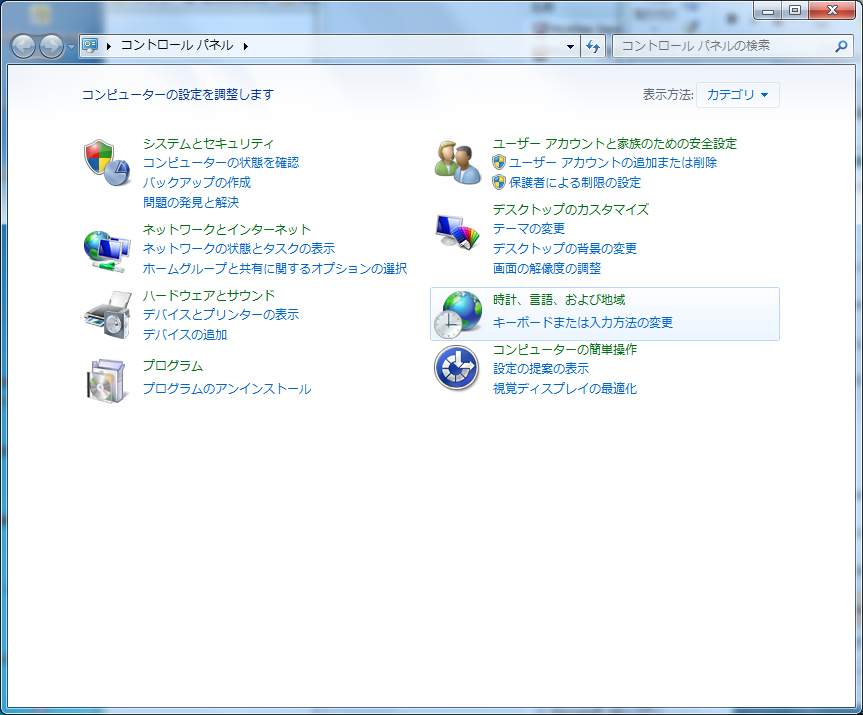 コントロール パネル
コントロール パネルの検索
コンピューターの設定を調整します
表示方法: カテゴリ
システムとセキュリティ
コンピューターの状態を確認
バックアップの作成
問題の発見と解決
ネットワークとインターネット
ネットワークの状態とタスクの表示
ホームグループと共有に関するオプションの選択
ハードウェアとサウンド
デバイスとプリンターの表示
デバイスの追加
プログラム
プログラムのアンインストール
ユーザー アカウントと家族のための安全設定
ユーザー アカウントの追加または削除
保護者による制限の設定
デスクトップのカスタマイズ
テーマの変更
デスクトップの背景の変更
画面の解像度の調整
時計、言語、および地域
キーボードまたは入力方法の変更
コンピューターの簡単操作
設定の提案の表示
視覚ディスプレイの最適化